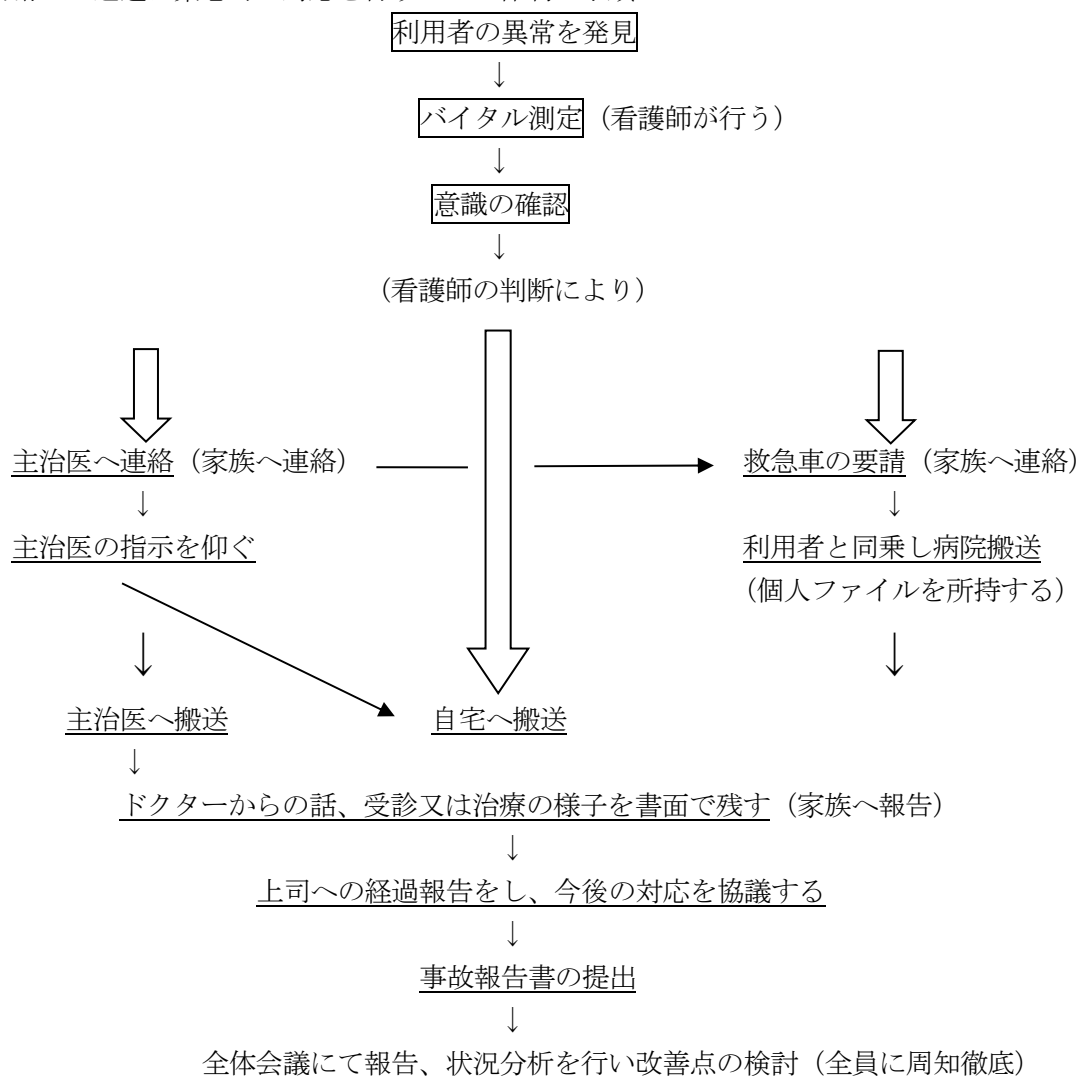 利用者の異常を発見
↓
バイタル測定（看護師が行う）
↓
意識の確認
↓
（看護師の判断により）
主治医へ連絡（家族へ連絡）
救急車の要請（家族へ連絡）
↓
↓
主治医の指示を仰ぐ
利用者と同乗し病院搬送
（個人ファイルを所持する）
主治医へ搬送
自宅へ搬送
↓
ドクターからの話、受診又は治療の様子を書面で残す（家族へ報告）
↓
上司への経過報告をし、今後の対応を協議する
↓
事故報告書の提出
↓
全体会議にて報告、状況分析を行い改善点の検討（全員に周知徹底）